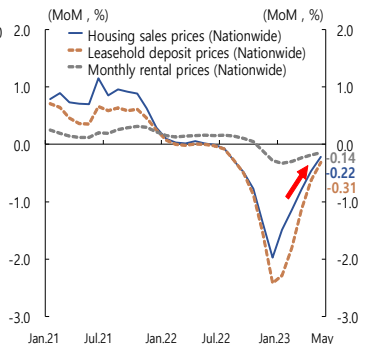 (MoM , %)
(MoM , %)
2.0
2.0
Housing sales prices (Nationwide)
Leasehold deposit prices (Nationwide)
Monthly rental prices (Nationwide)
1.0
1.0
0.0
0.0
-0.14
-0.22
-0.31
-1.0
-1.0
-2.0
-2.0
-3.0
-3.0
Jan.21
Jul.21
Jan.22
Jul.22
Jan.23
May